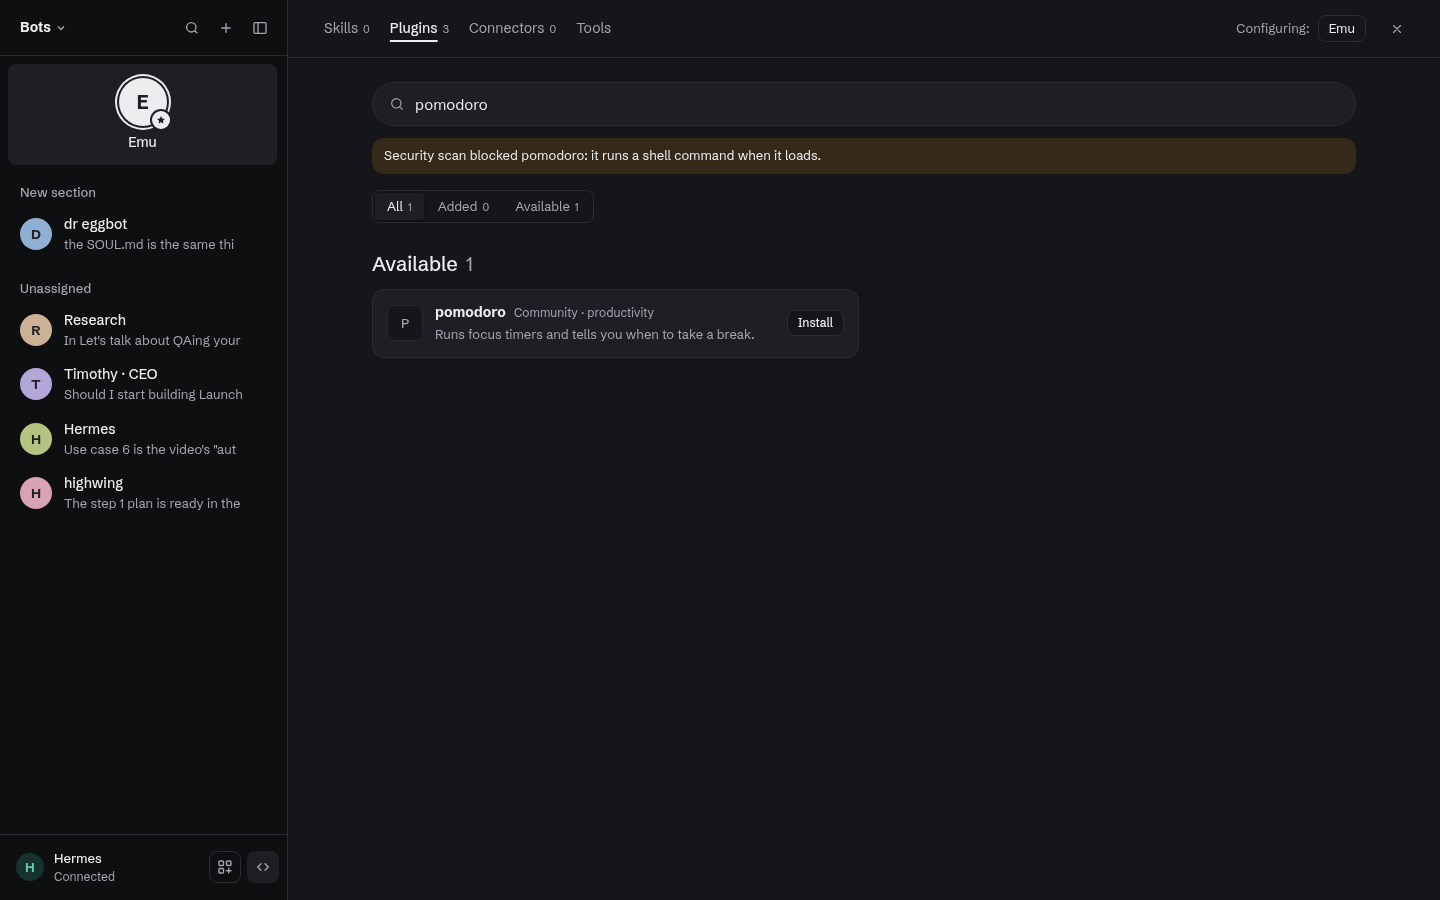 Bots
Skills 0
Plugins 3
Connectors 0
Tools
Configuring:
Emu
E
Emu
New section
D
dr eggbot
the SOUL.md is the same thi
Unassigned
R
Research
In Let's talk about QAing your
T
Timothy · CEO
Should I start building Launch
H
Hermes
Use case 6 is the video's "aut
H
highwing
The step 1 plan is ready in the
H
Hermes
Connected
pomodoro
Security scan blocked pomodoro: it runs a shell command when it loads.
All 1
Added 0
Available 1
Available 1
P
pomodoro Community · productivity
Runs focus timers and tells you when to take a break.
Install